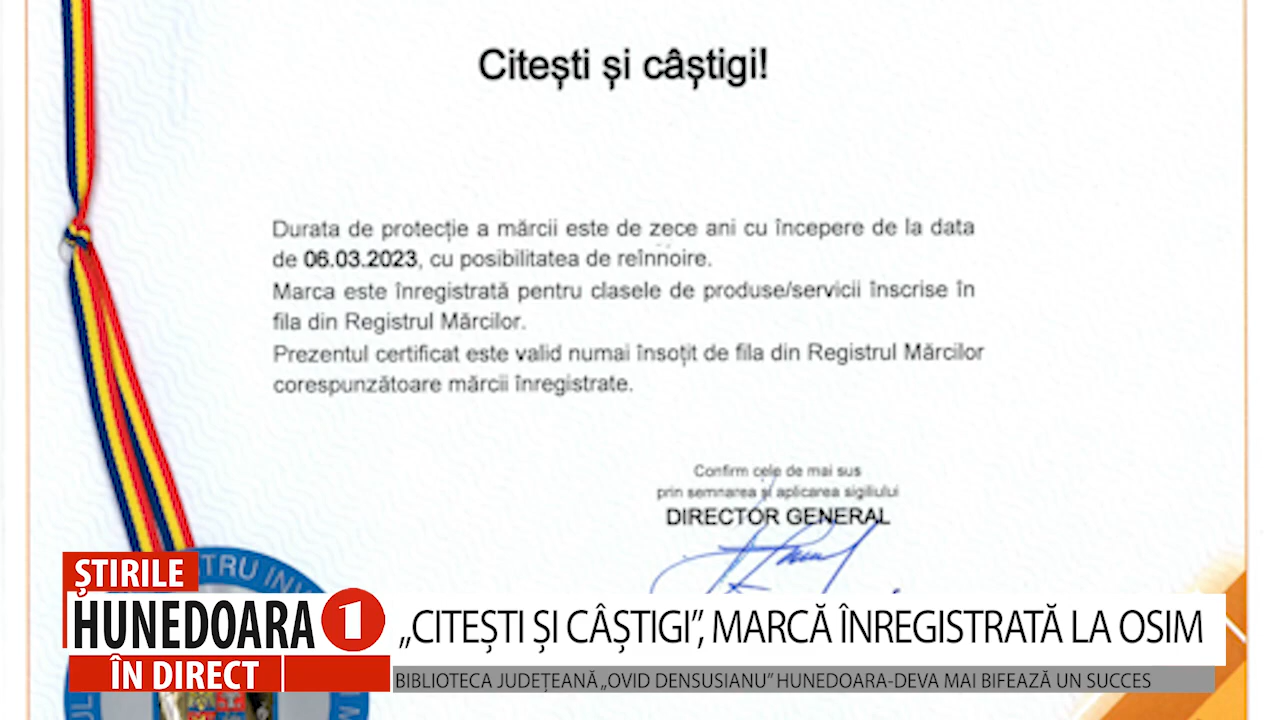 Citești și câștigi!
Durata de protecție a mărcii este de zece ani cu începere de la data
de 06.03.2023, cu posibilitatea de reînnoire.
Marca este înregistrată pentru clasele de produse/servicii înscrise în
fila din Registrul Mărcilor.
Prezentul certificat este valid numai însoțit de fila din Registrul Mărcilor
corespunzătoare mărcii înregistrate.
Confirm cele de mai sus
prin semnarea și aplicarea sigiliului
DIRECTOR GENERAL
ȘTIRILE
HUNEDOARA 1
ÎN DIRECT
„CITEȘTI ȘI CÂȘTIGI”, MARCĂ ÎNREGISTRATĂ LA OSIM
BIBLIOTECA JUDEȚEANĂ „OVID DENSUSIANU” HUNEDOARA-DEVA MAI BIFEAZĂ UN SUCCES